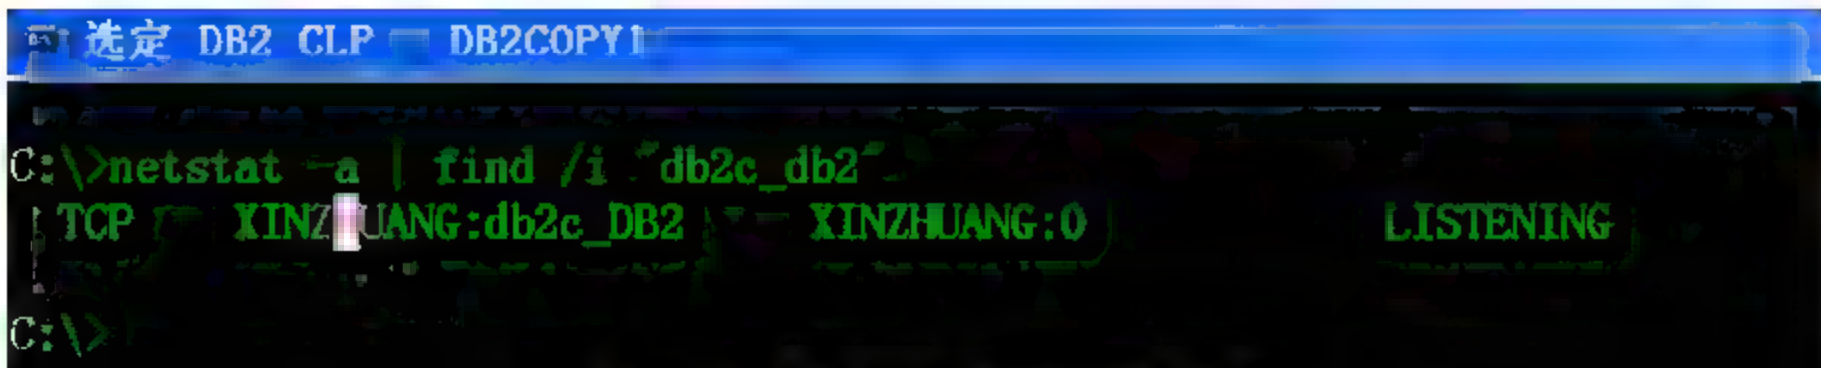 选定 DB2 CLP - DB2COPY1
C:\>netstat -a | find /i "db2c_db2"
TCP XINZHUANG:db2c_DB2 XINZHUANG:0 LISTENING
C:\>